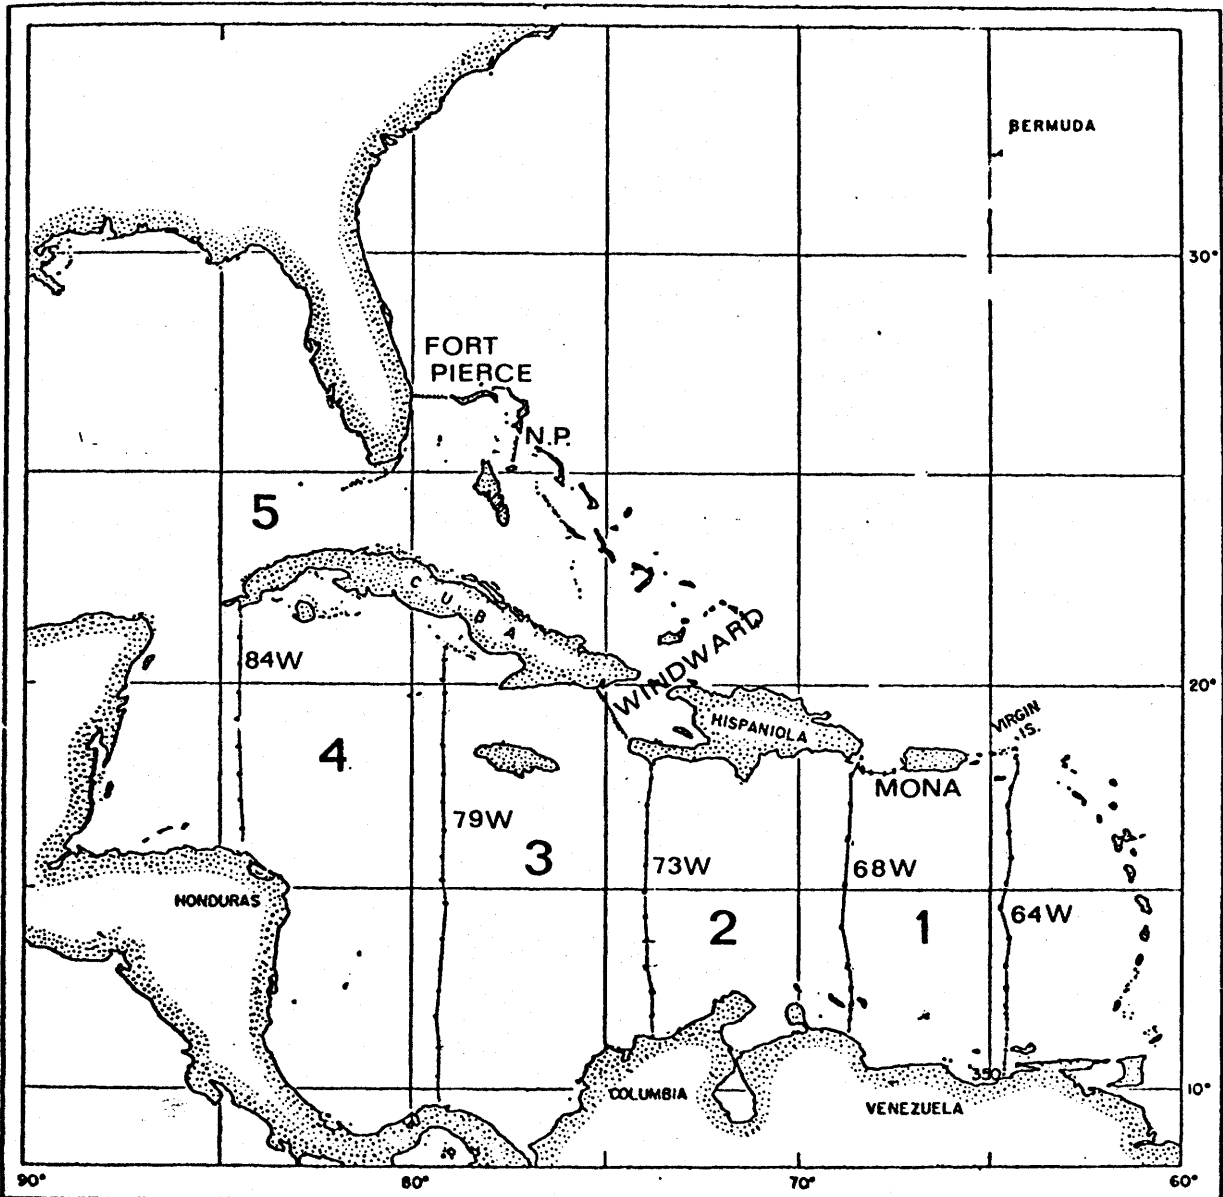 BERMUDA
30°
FORT
PIERCE
N.P.
5
CUBA
WINDWARD
84W
20°
HISPANIOLA
VIRGIN
IS.
4
MONA
79W
3
73W
68W
HONDURAS
2
1
64W
350
COLUMBIA
10°
VENEZUELA
90°
80°
70°
60°